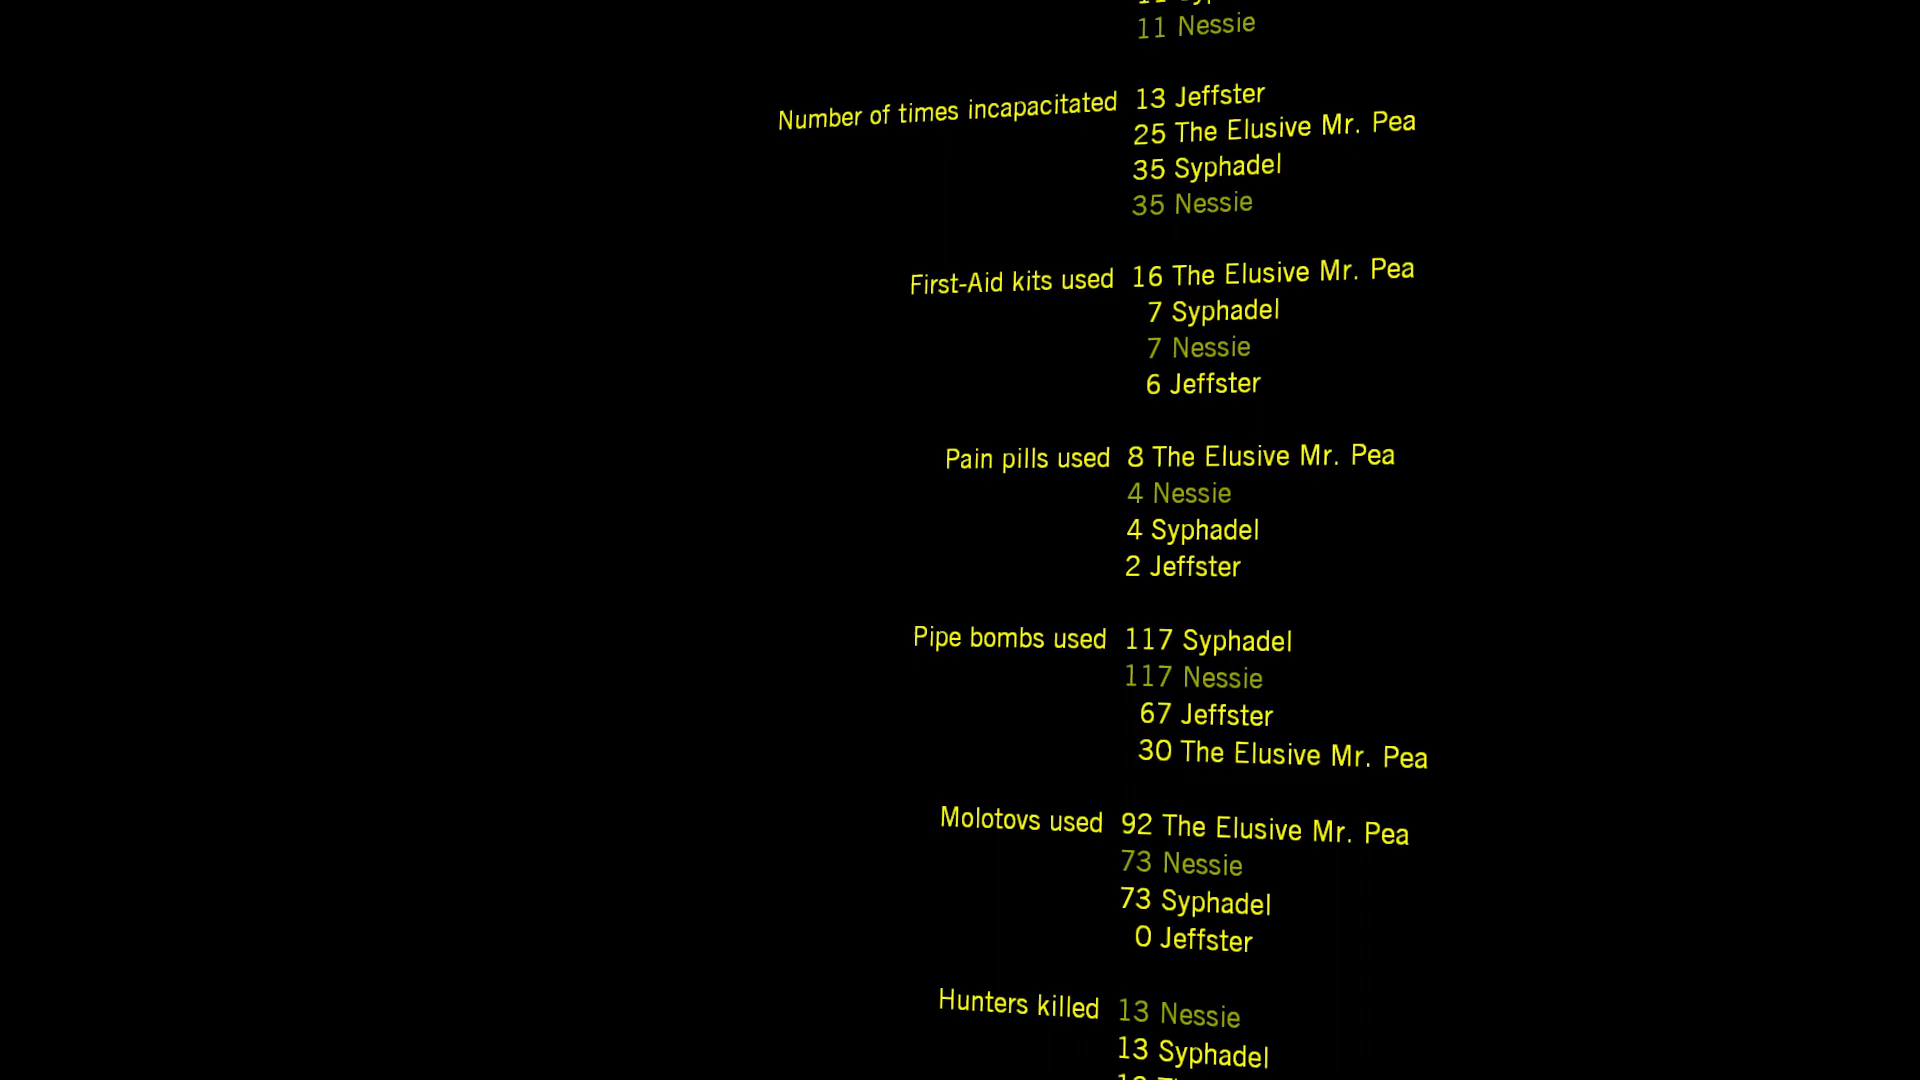 11 Nessie
Number of times incapacitated 13 Jeffster
25 The Elusive Mr. Pea
35 Syphadel
35 Nessie
First-Aid kits used 16 The Elusive Mr. Pea
7 Syphadel
7 Nessie
6 Jeffster
Pain pills used 8 The Elusive Mr. Pea
4 Nessie
4 Syphadel
2 Jeffster
Pipe bombs used 117 Syphadel
117 Nessie
67 Jeffster
30 The Elusive Mr. Pea
Molotovs used 92 The Elusive Mr. Pea
73 Nessie
73 Syphadel
0 Jeffster
Hunters killed 13 Nessie
13 Syphadel